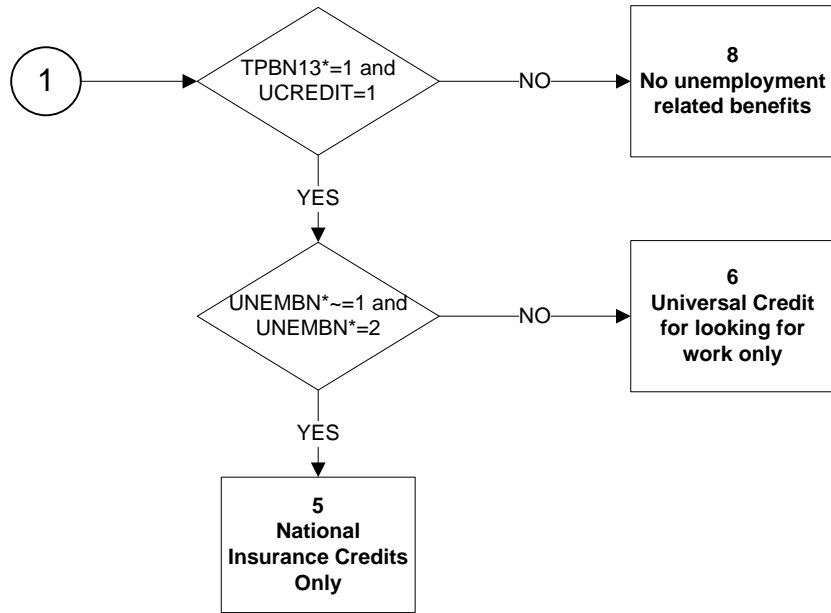 1
TPBN13*=1 and
UCREDIT=1
NO
8
No unemployment
related benefits
YES
UNEMBN*~=1 and
UNEMBN*=2
NO
6
Universal Credit
for looking for
work only
YES
5
National
Insurance Credits
Only